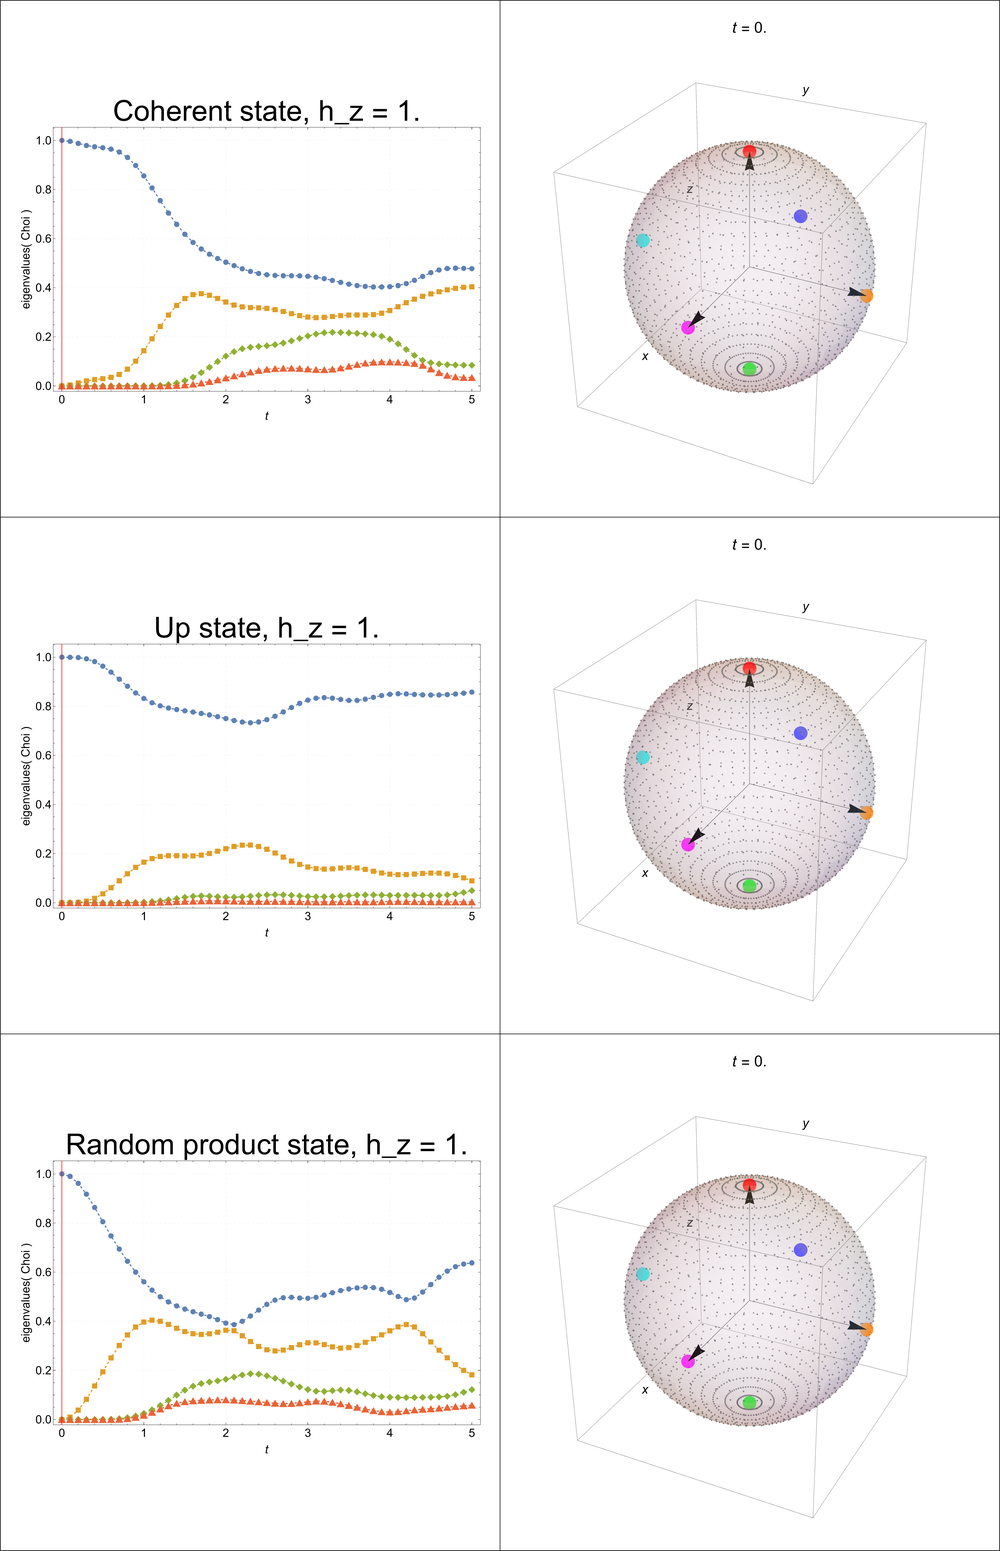 t = 0.
Coherent state, h_z = 1.
eigenvalues( Choi )
1.0
0.8
0.6
0.4
0.2
0.0
0 1 2 3 4 5
t
y
z
x
t = 0.
Up state, h_z = 1.
eigenvalues( Choi )
1.0
0.8
0.6
0.4
0.2
0.0
0 1 2 3 4 5
t
y
z
x
t = 0.
Random product state, h_z = 1.
eigenvalues( Choi )
1.0
0.8
0.6
0.4
0.2
0.0
0 1 2 3 4 5
t
y
z
x